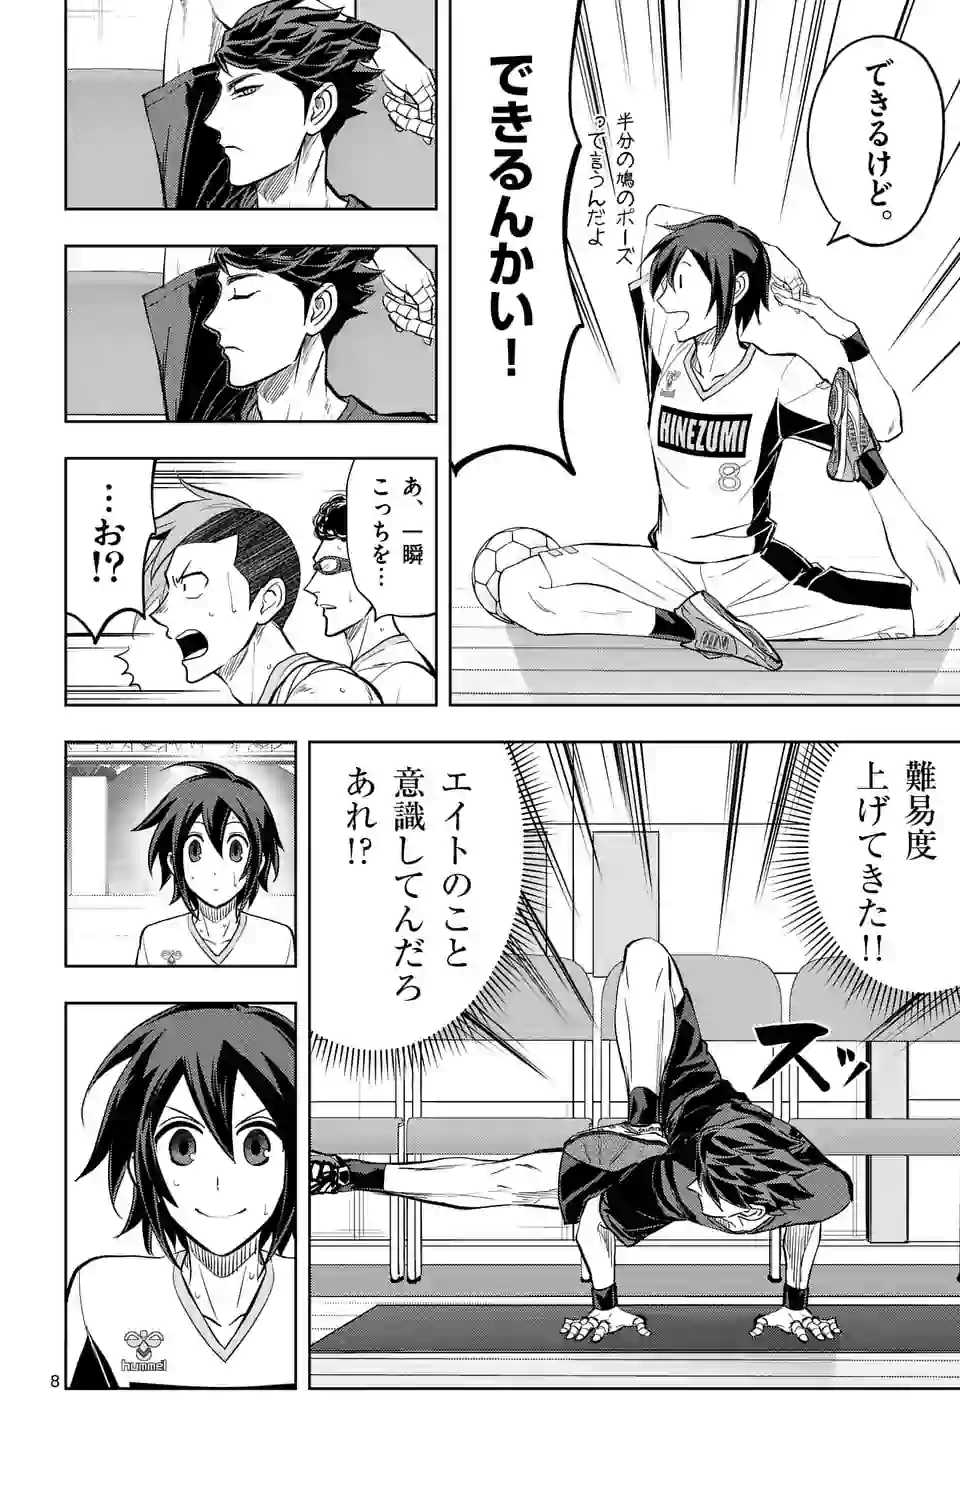 できるけど。
半分の鳩のポーズ
って言うんだよ
HINEZUMI
8
できるんかい!
あ、一瞬
こっちを…
…お!?
難易度
上げてきた!!
エイトのこと
意識してんだろ
あれ!?
スッ
hummel
8